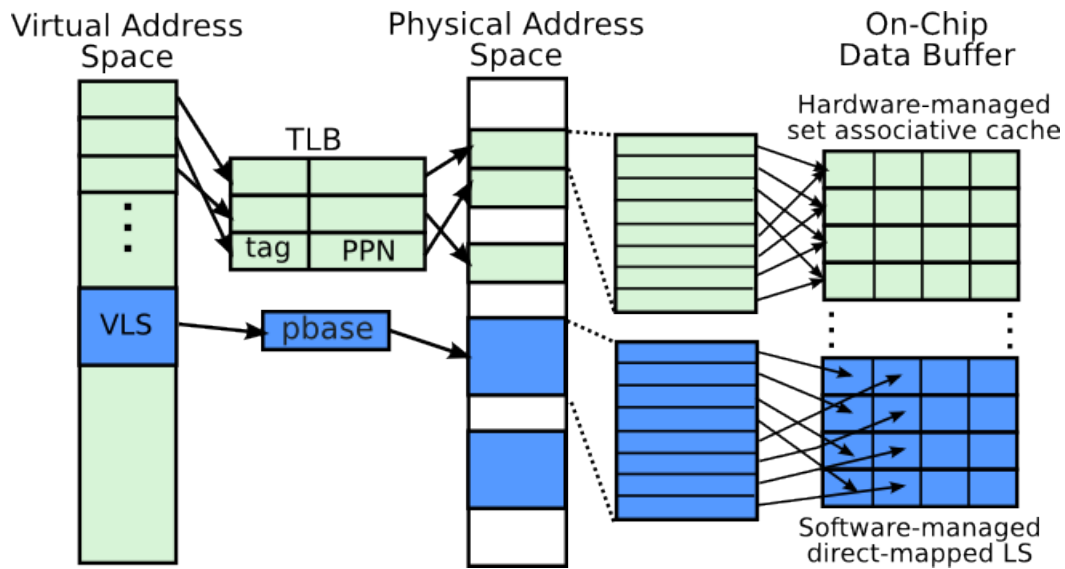 Virtual Address
Space
Physical Address
Space
On-Chip
Data Buffer
Hardware-managed
set associative cache
TLB
tag
PPN
VLS
pbase
Software-managed
direct-mapped LS